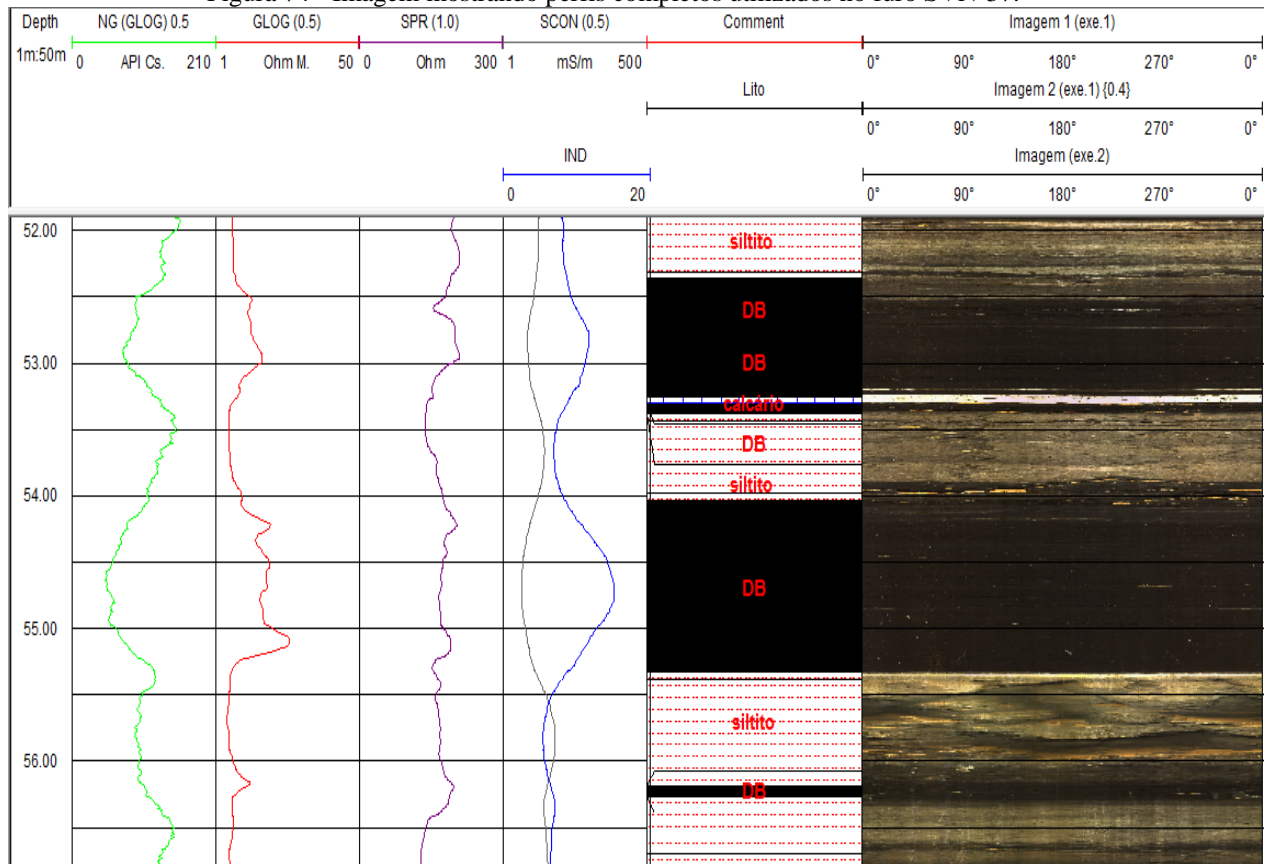 Depth NG (GLOG) 0.5 GLOG (0.5) SPR (1.0) SCON (0.5) Comment Imagem 1 (exe.1)
1m:50m 0 API Cs. 210 1 Ohm M. 50 0 Ohm 300 1 mS/m 500 0° 90° 180° 270° 0°
Lito Imagem 2 (exe.1) {0.4}
0° 90° 180° 270° 0°
IND Imagem (exe.2)
0 20 0° 90° 180° 270° 0°
52.00 siltito
DB
53.00 DB
calcário
DB
siltito
54.00
DB
55.00
siltito
56.00
DB